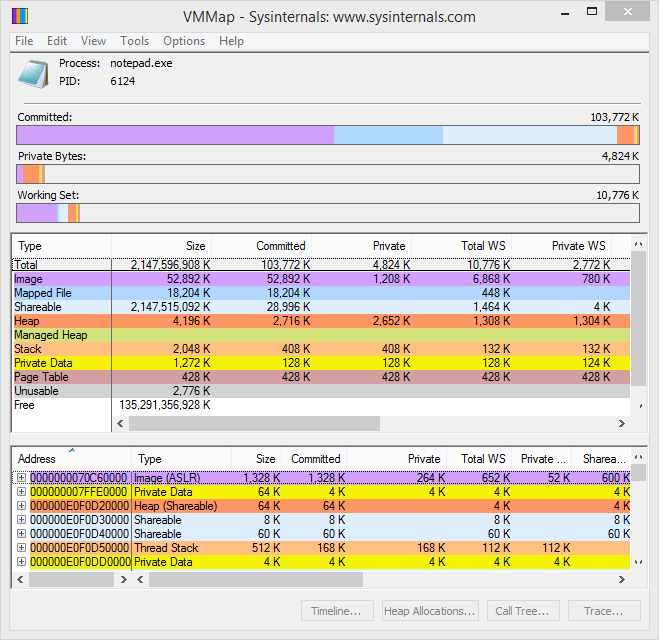 VMMap - Sysinternals: www.sysinternals.com
File Edit View Tools Options Help
Process: notepad.exe
PID: 6124
Committed: 103,772 K
Private Bytes: 4,824 K
Working Set: 10,776 K
Type Size Committed Private Total WS Private WS
Total 2,147,596,908 K 103,772 K 4,824 K 10,776 K 2,772 K
Image 52,892 K 52,892 K 1,208 K 6,868 K 780 K
Mapped File 18,204 K 18,204 K 448 K
Shareable 2,147,515,092 K 28,996 K 1,464 K 4 K
Heap 4,196 K 2,716 K 2,652 K 1,308 K 1,304 K
Managed Heap
Stack 2,048 K 408 K 408 K 132 K 132 K
Private Data 1,272 K 128 K 128 K 128 K 124 K
Page Table 428 K 428 K 428 K 428 K 428 K
Unusable 2,776 K
Free 135,291,356,928 K
Address Type Size Committed Private Total WS Private ... Sharea...
0000000070C60000 Image (ASLR) 1,328 K 1,328 K 264 K 652 K 52 K 600 K
000000007FFE0000 Private Data 64 K 4 K 4 K 4 K 4 K
000000E0F0D20000 Heap (Shareable) 64 K 64 K 4 K 4 K
000000E0F0D30000 Shareable 8 K 8 K 8 K 8 K
000000E0F0D40000 Shareable 60 K 60 K 60 K 60 K
000000E0F0D50000 Thread Stack 512 K 168 K 168 K 112 K 112 K
000000E0F0DD0000 Private Data 4 K 4 K 4 K 4 K 4 K
Timeline... Heap Allocations... Call Tree... Trace...